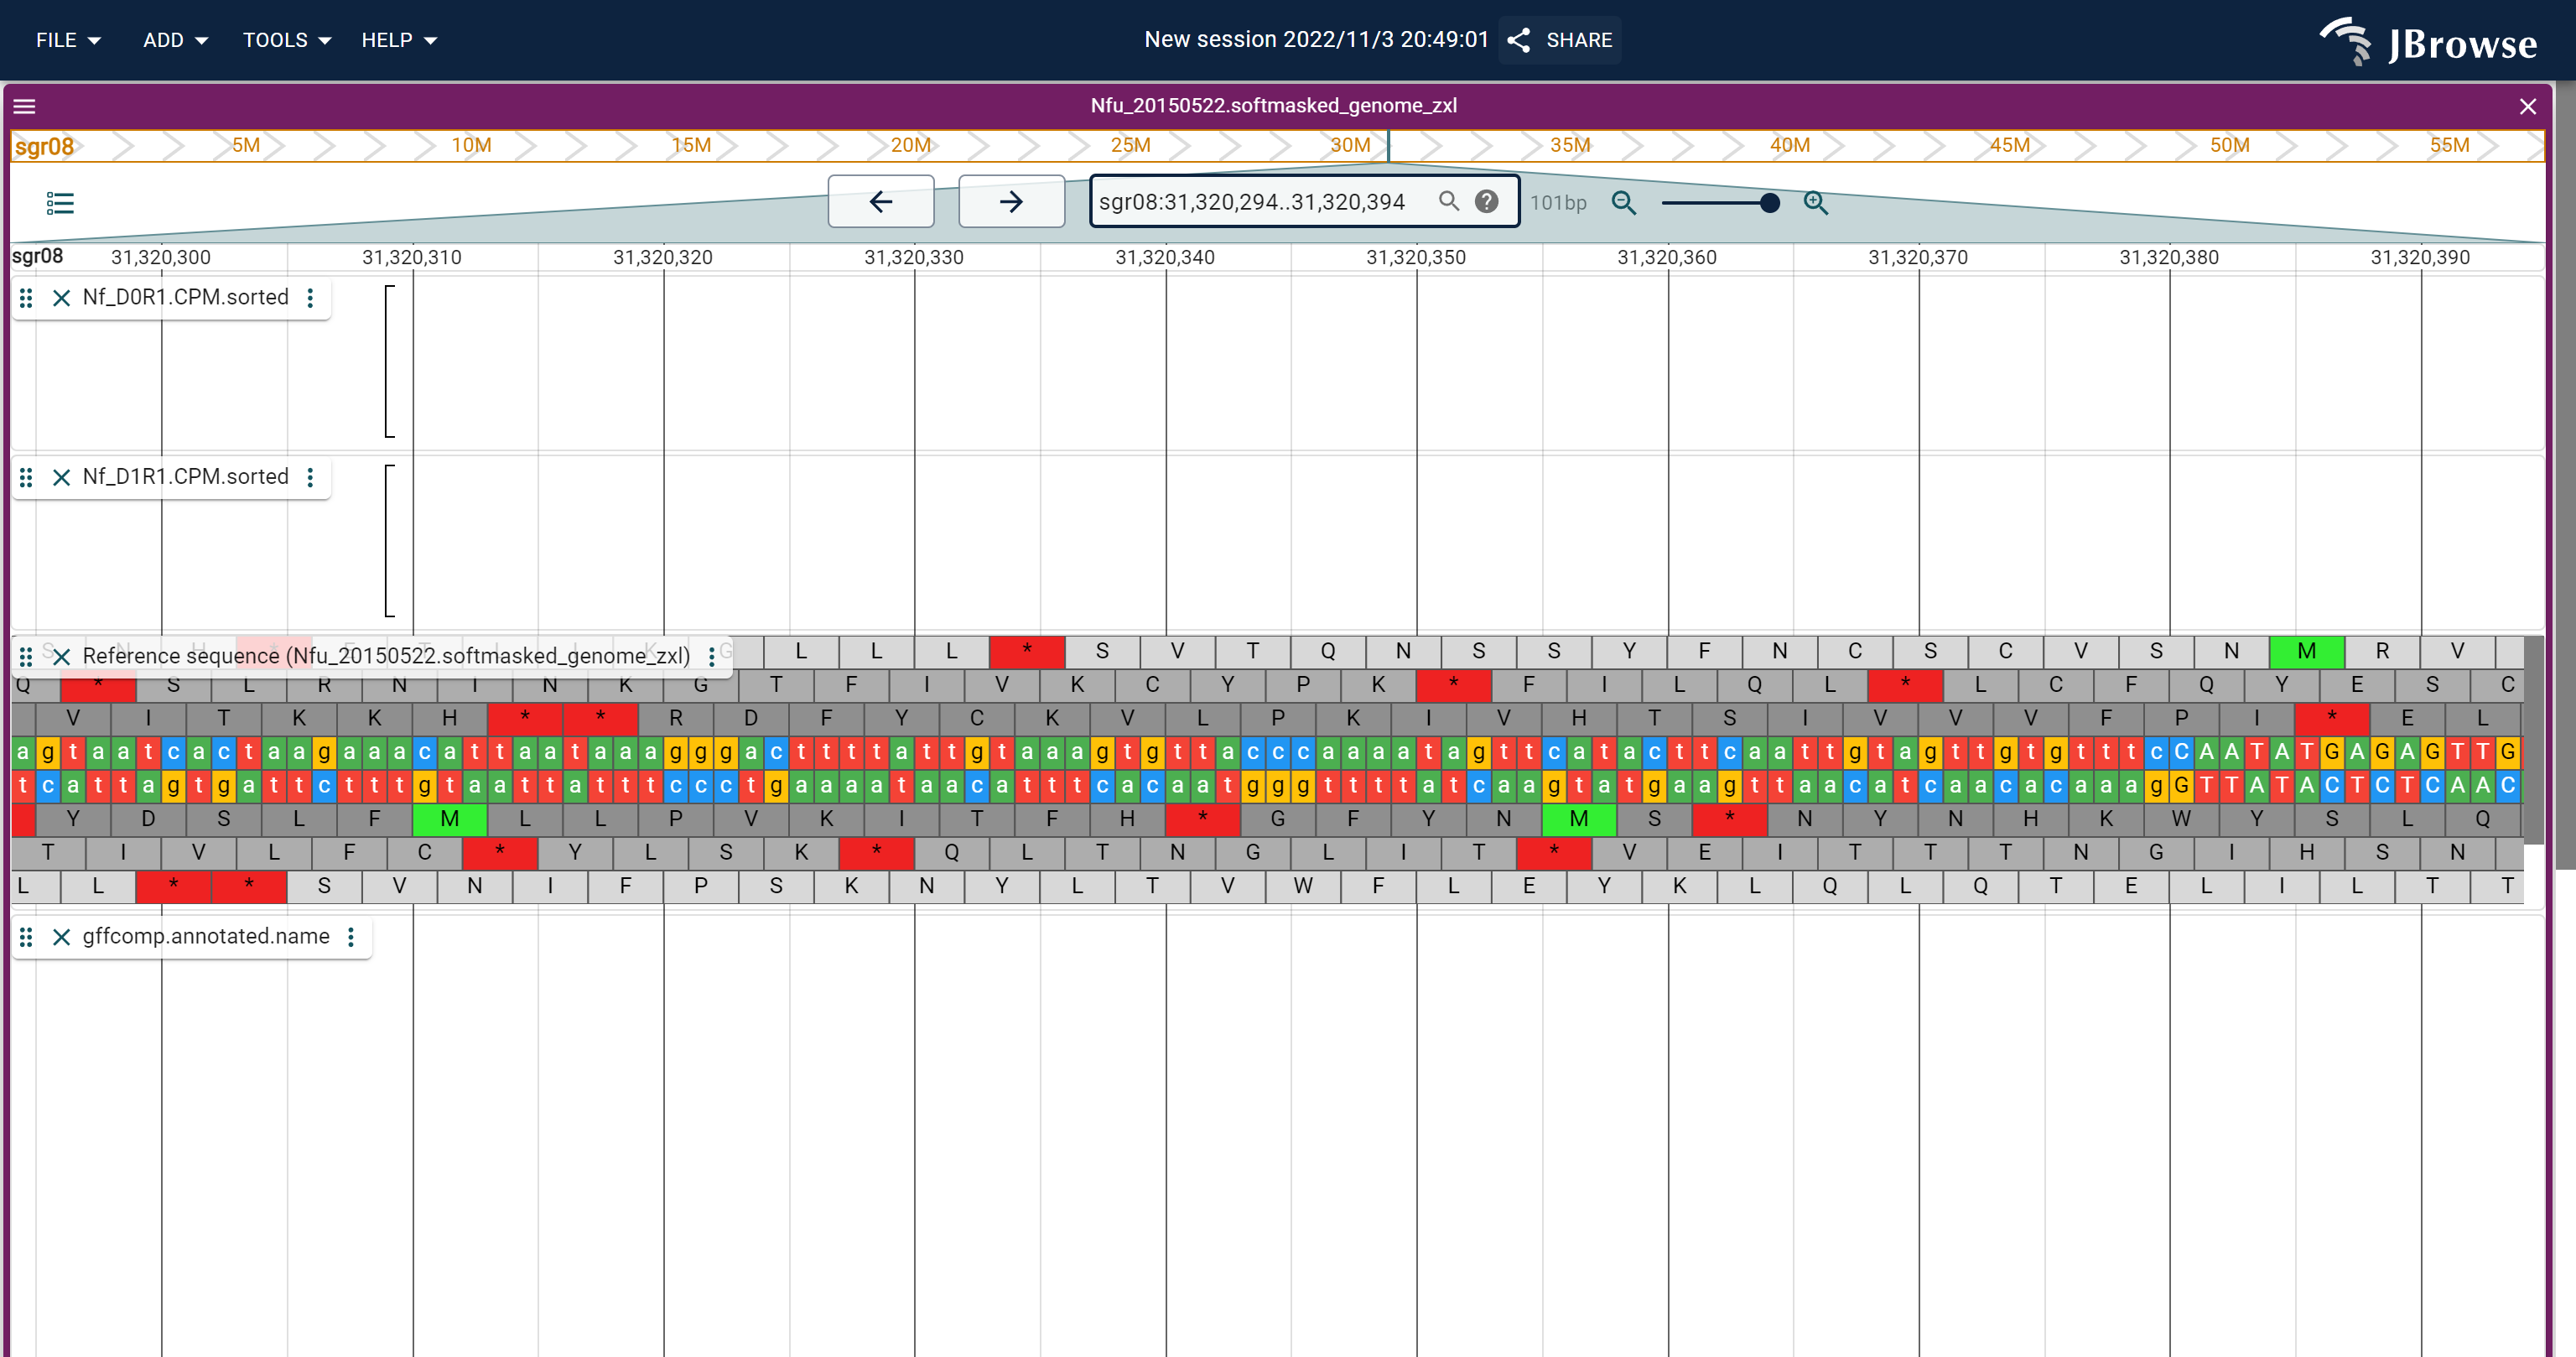 FILE ADD TOOLS HELP New session 2022/11/3 20:49:01 SHARE JBrowse
Nfu_20150522.softmasked_genome_zxl
sgr08 5M 10M 15M 20M 25M 30M 35M 40M 45M 50M 55M
sgr08:31,320,294..31,320,394 ? 101bp
sgr08 31,320,300 31,320,310 31,320,320 31,320,330 31,320,340 31,320,350 31,320,360 31,320,370 31,320,380 31,320,390
Nf_D0R1.CPM.sorted
Nf_D1R1.CPM.sorted
Reference sequence (Nfu_20150522.softmasked_genome_zxl) G L L L * S V T Q N S S Y F N C S C V S N M R V
Q * S L R N I N K G T F I V K C Y P K * F I L Q L * L C F Q Y E S C
V I T K K H * * R D F Y C K V L P K I V H T S I V V V F P I * E L
a g t a a t c a c t a a g a a a c a t t a a t a a a g g g a c t t t t a t t g t a a a g t g t t a c c c a a a a t a g t t c a t a c t t c a a t t g t a g t t g t g t t t c C A A T A T G A G A G T T G
t c a t t a g t g a t t c t t t g t a a t t a t t t c c c t g a a a a t a a c a t t t c a c a a t g g g t t t t a t c a a g t a t g a a g t t a a c a t c a a c a c a a a g G T T A T A C T C T C A A C
Y D S L F M L L P V K I T F H * G F Y N M S * N Y N H K W Y S L Q
T I V L F C * Y L S K * Q L T N G L I T * V E I T T T N G I H S N
L L * * S V N I F P S K N Y L T V W F L E Y K L Q L Q T E L I L T T
gffcomp.annotated.name